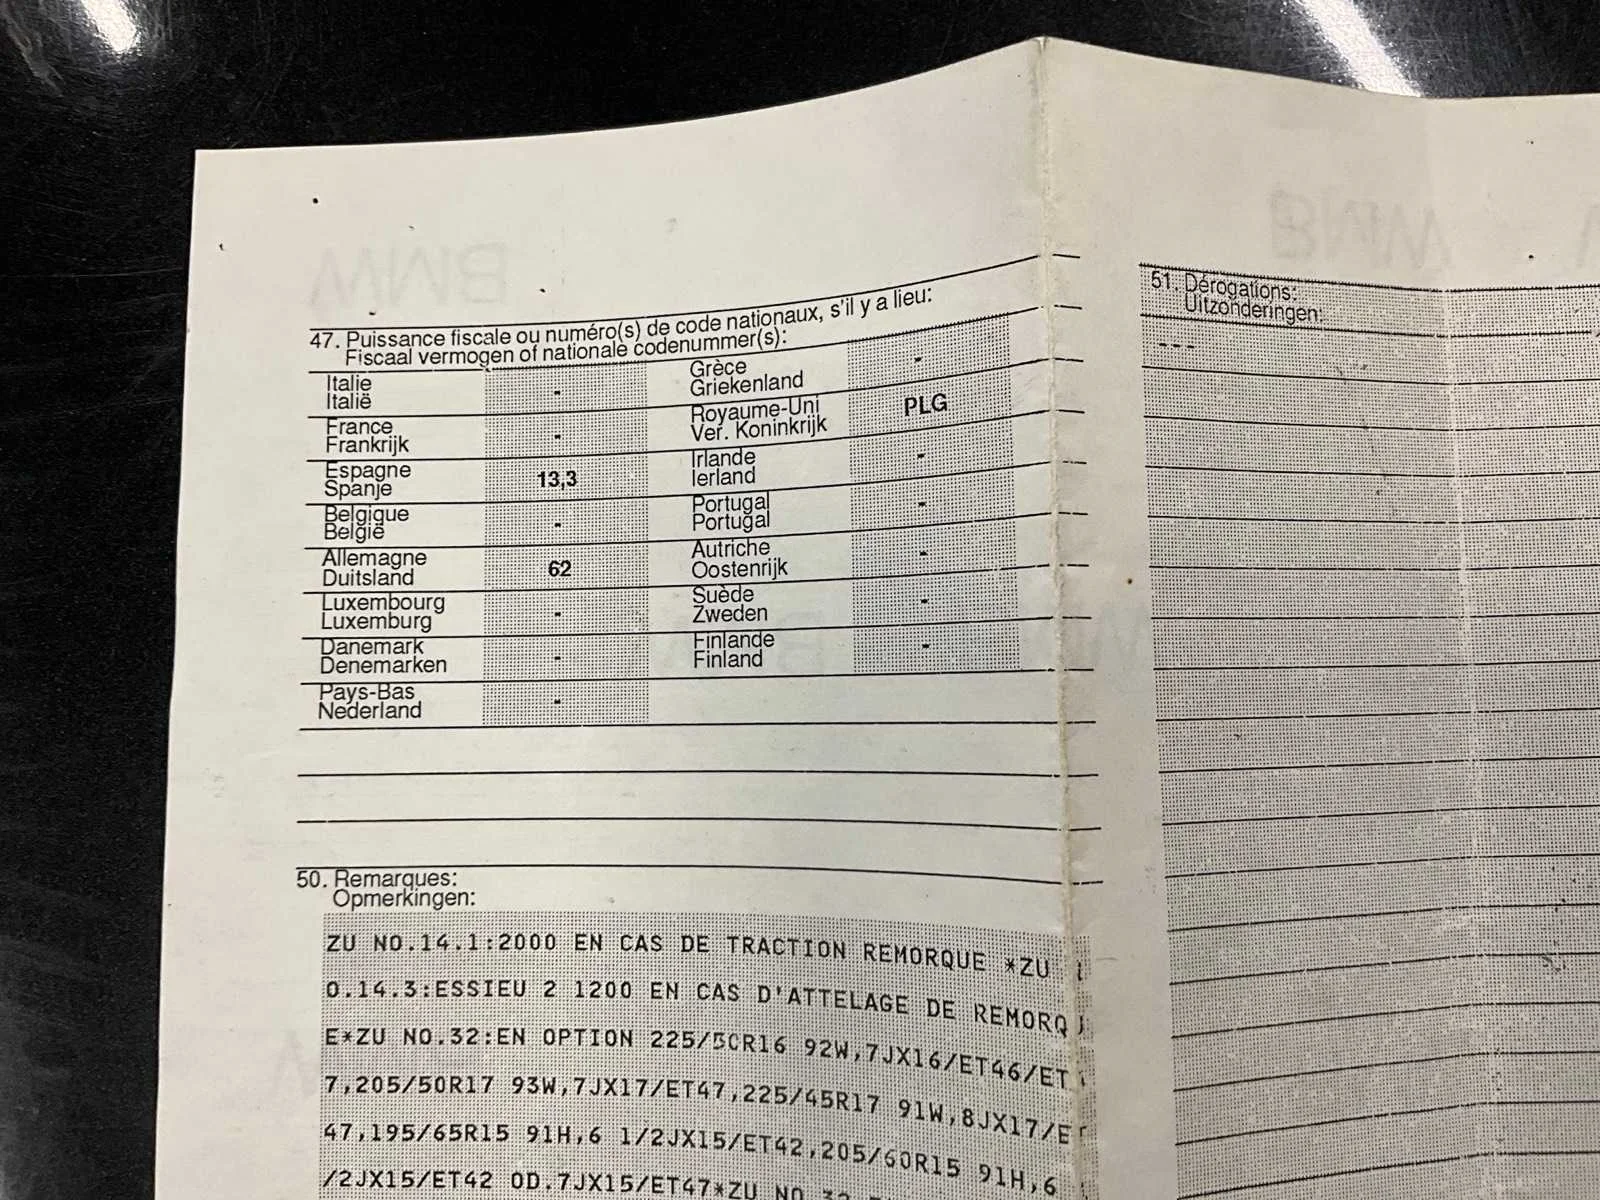 BMW
BMW
47. Puissance fiscale ou numéro(s) de code nationaux, s'il y a lieu:
Fiscaal vermogen of nationale codenummer(s):
Italie
Italië
-
France
Frankrijk
-
Espagne
Spanje
13,3
Belgique
België
-
Allemagne
Duitsland
62
Luxembourg
Luxemburg
-
Danemark
Denemarken
-
Pays-Bas
Nederland
-
Grèce
Griekenland
-
Royaume-Uni
Ver. Koninkrijk
PLG
Irlande
Ierland
-
Portugal
Portugal
-
Autriche
Oostenrijk
-
Suède
Zweden
-
Finlande
Finland
-
50. Remarques:
Opmerkingen:
ZU NO.14.1:2000 EN CAS DE TRACTION REMORQUE *ZU
O.14.3:ESSIEU 2 1200 EN CAS D'ATTELAGE DE REMORQ
E*ZU NO.32:EN OPTION 225/50R16 92W,7JX16/ET46/ET
7,205/50R17 93W,7JX17/ET47,225/45R17 91W,8JX17/E
47,195/65R15 91H,6 1/2JX15/ET42,205/60R15 91H,6
/2JX15/ET42 OD.7JX15/ET47*ZU NO
51. Dérogations:
Uitzonderingen:
---